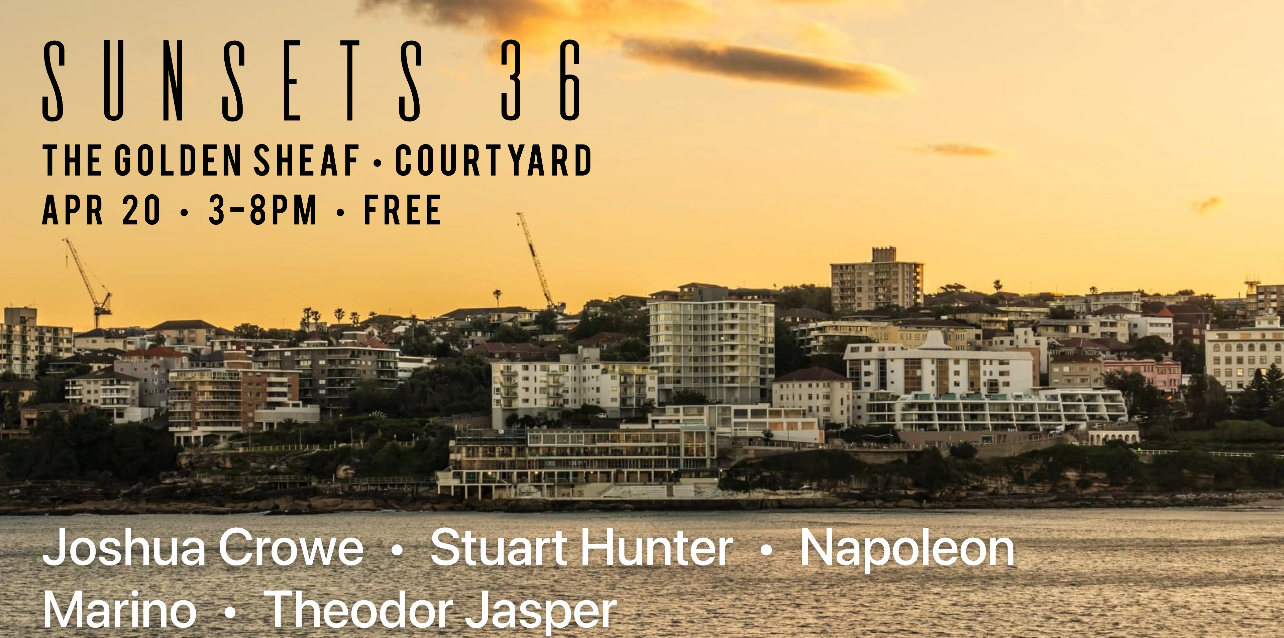 SUNSETS 36
THE GOLDEN SHEAF · COURTYARD
APR 20 · 3-8PM · FREE
Joshua Crowe • Stuart Hunter • Napoleon
Marino • Theodor Jasper